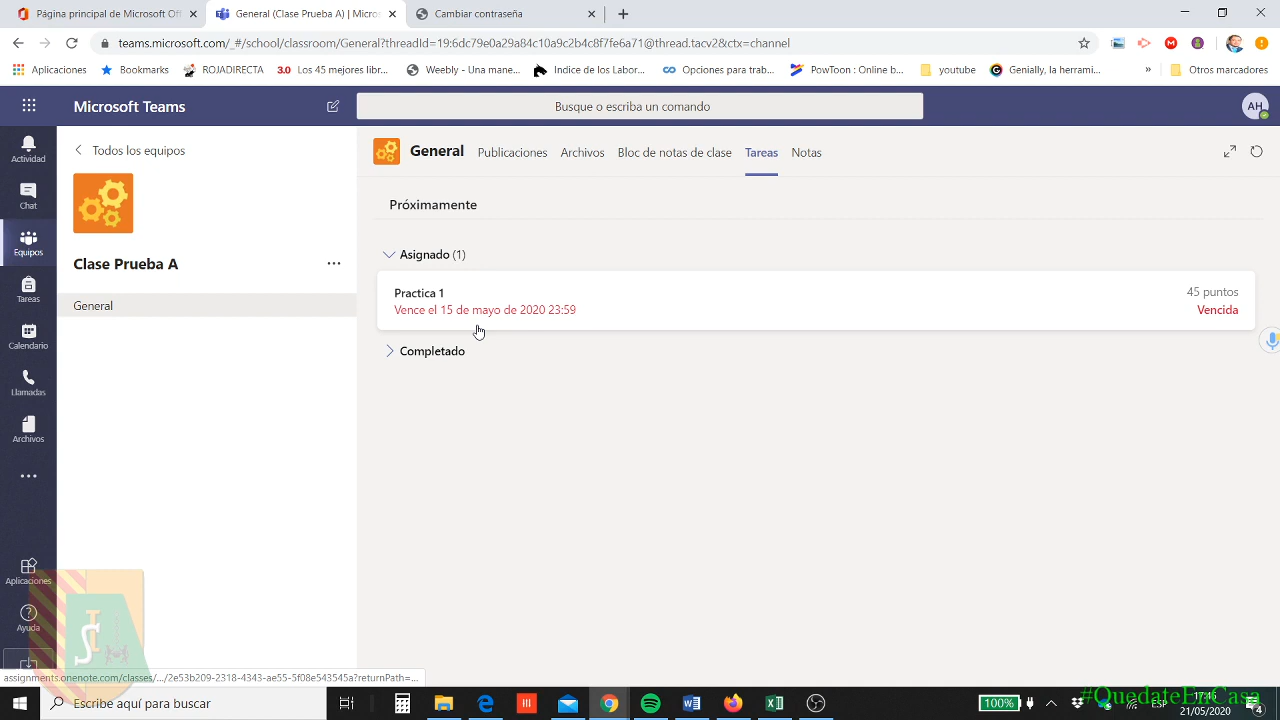 Página principal de Microsoft Off
General (Clase Prueba A) | Micros
Cambiar contraseña
teams.microsoft.com/_#/school/classroom/General?threadId=19:6dc79e0a29a84c10a9c2b4c8f7fe6a71@thread.tacv2&ctx=channel
Aplicaciones
Bookmarks
ROJADIRECTA
3.0 Los 45 mejores libr...
Weebly - Una mane...
Indice de los Labor...
Opciones para trab...
PowToon : Online b...
youtube
Genially, la herrami...
» Otros marcadores
Microsoft Teams
Busque o escriba un comando
AH
Actividad
Chat
Equipos
Tareas
Calendario
Llamadas
Archivos
Aplicaciones
Ayuda
Todos los equipos
Clase Prueba A
General
General Publicaciones Archivos Bloc de notas de clase Tareas Notas
Próximamente
Asignado (1)
Practica 1
45 puntos
Vence el 15 de mayo de 2020 23:59
Vencida
Completado
assignments.onenote.com/classes/.../2e53b209-2318-4343-ae55-5f08e543545a?returnPath=...
Escribe aquí para buscar
100%
ESP
21/05/2020
4
#QuedateEnCasa